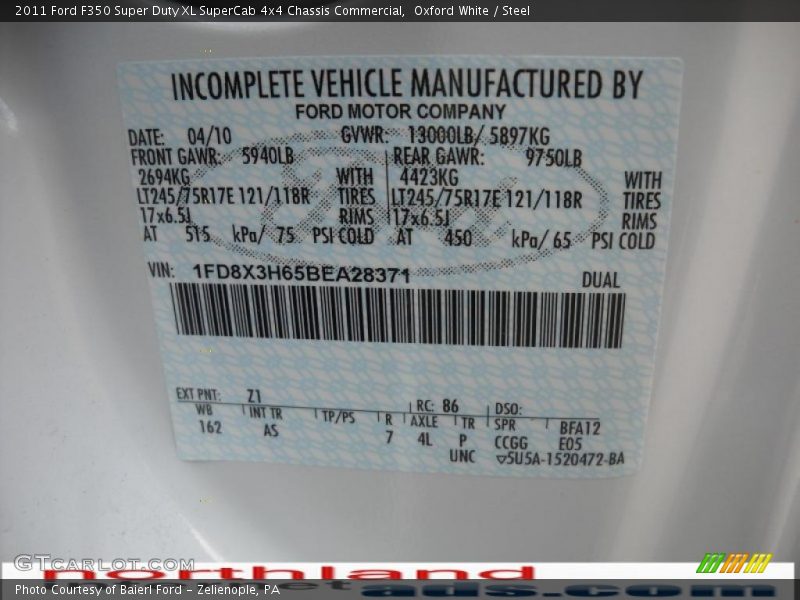 2011 Ford F350 Super Duty XL SuperCab 4x4 Chassis Commercial, Oxford White / Steel
INCOMPLETE VEHICLE MANUFACTURED BY
FORD MOTOR COMPANY
DATE: 04/10 GVWR: 13000LB/ 5897KG
FRONT GAWR: 5940LB REAR GAWR: 9750LB
2694KG WITH 4423KG WITH
LT245/75R17E 121/118R TIRES LT245/75R17E 121/118R TIRES
17x6.5J RIMS 17x6.5J RIMS
AT 515 kPa/ 75 PSI COLD AT 450 kPa/ 65 PSI COLD
VIN: 1FD8X3H65BEA28371 DUAL
EXT PNT: Z1 RC: 86 DSO:
WB INT TR TP/PS R AXLE TR SPR BFA12
162 AS 7 4L P CCGG E05
UNC ▽5U5A-1520472-BA
GTCARLOT.COM
northland
ads.com
Photo Courtesy of Baierl Ford - Zelienople, PA